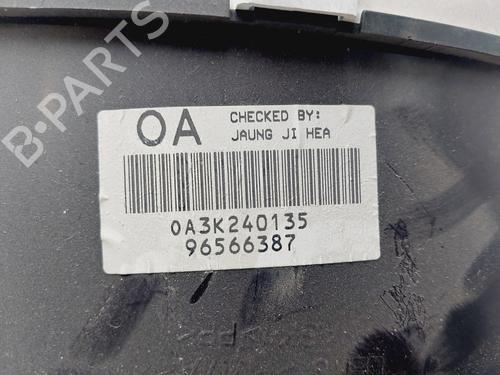 B-PARTS
OA
CHECKED BY:
JAUNG JI HEA
0A3K240135
96566387